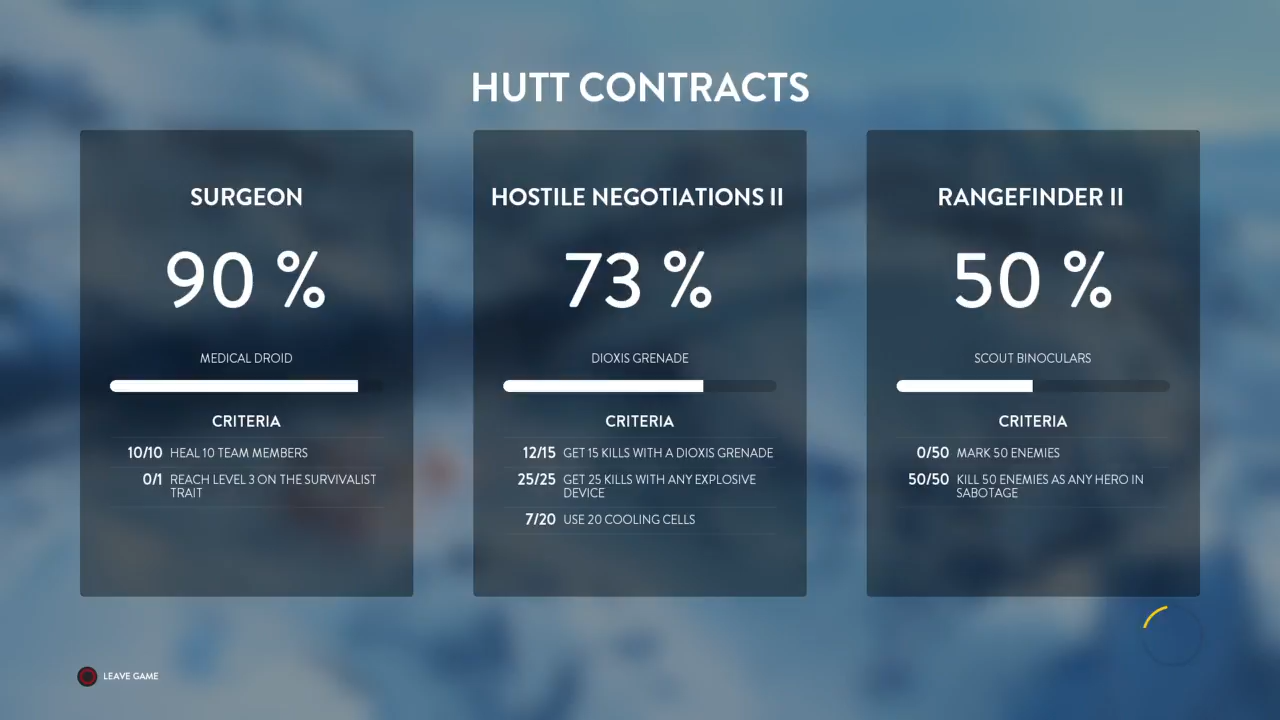 HUTT CONTRACTS
SURGEON
90 %
MEDICAL DROID
CRITERIA
10/10 HEAL 10 TEAM MEMBERS
0/1 REACH LEVEL 3 ON THE SURVIVALIST
TRAIT
HOSTILE NEGOTIATIONS II
73 %
DIOXIS GRENADE
CRITERIA
12/15 GET 15 KILLS WITH A DIOXIS GRENADE
25/25 GET 25 KILLS WITH ANY EXPLOSIVE
DEVICE
7/20 USE 20 COOLING CELLS
RANGEFINDER II
50 %
SCOUT BINOCULARS
CRITERIA
0/50 MARK 50 ENEMIES
50/50 KILL 50 ENEMIES AS ANY HERO IN
SABOTAGE
LEAVE GAME